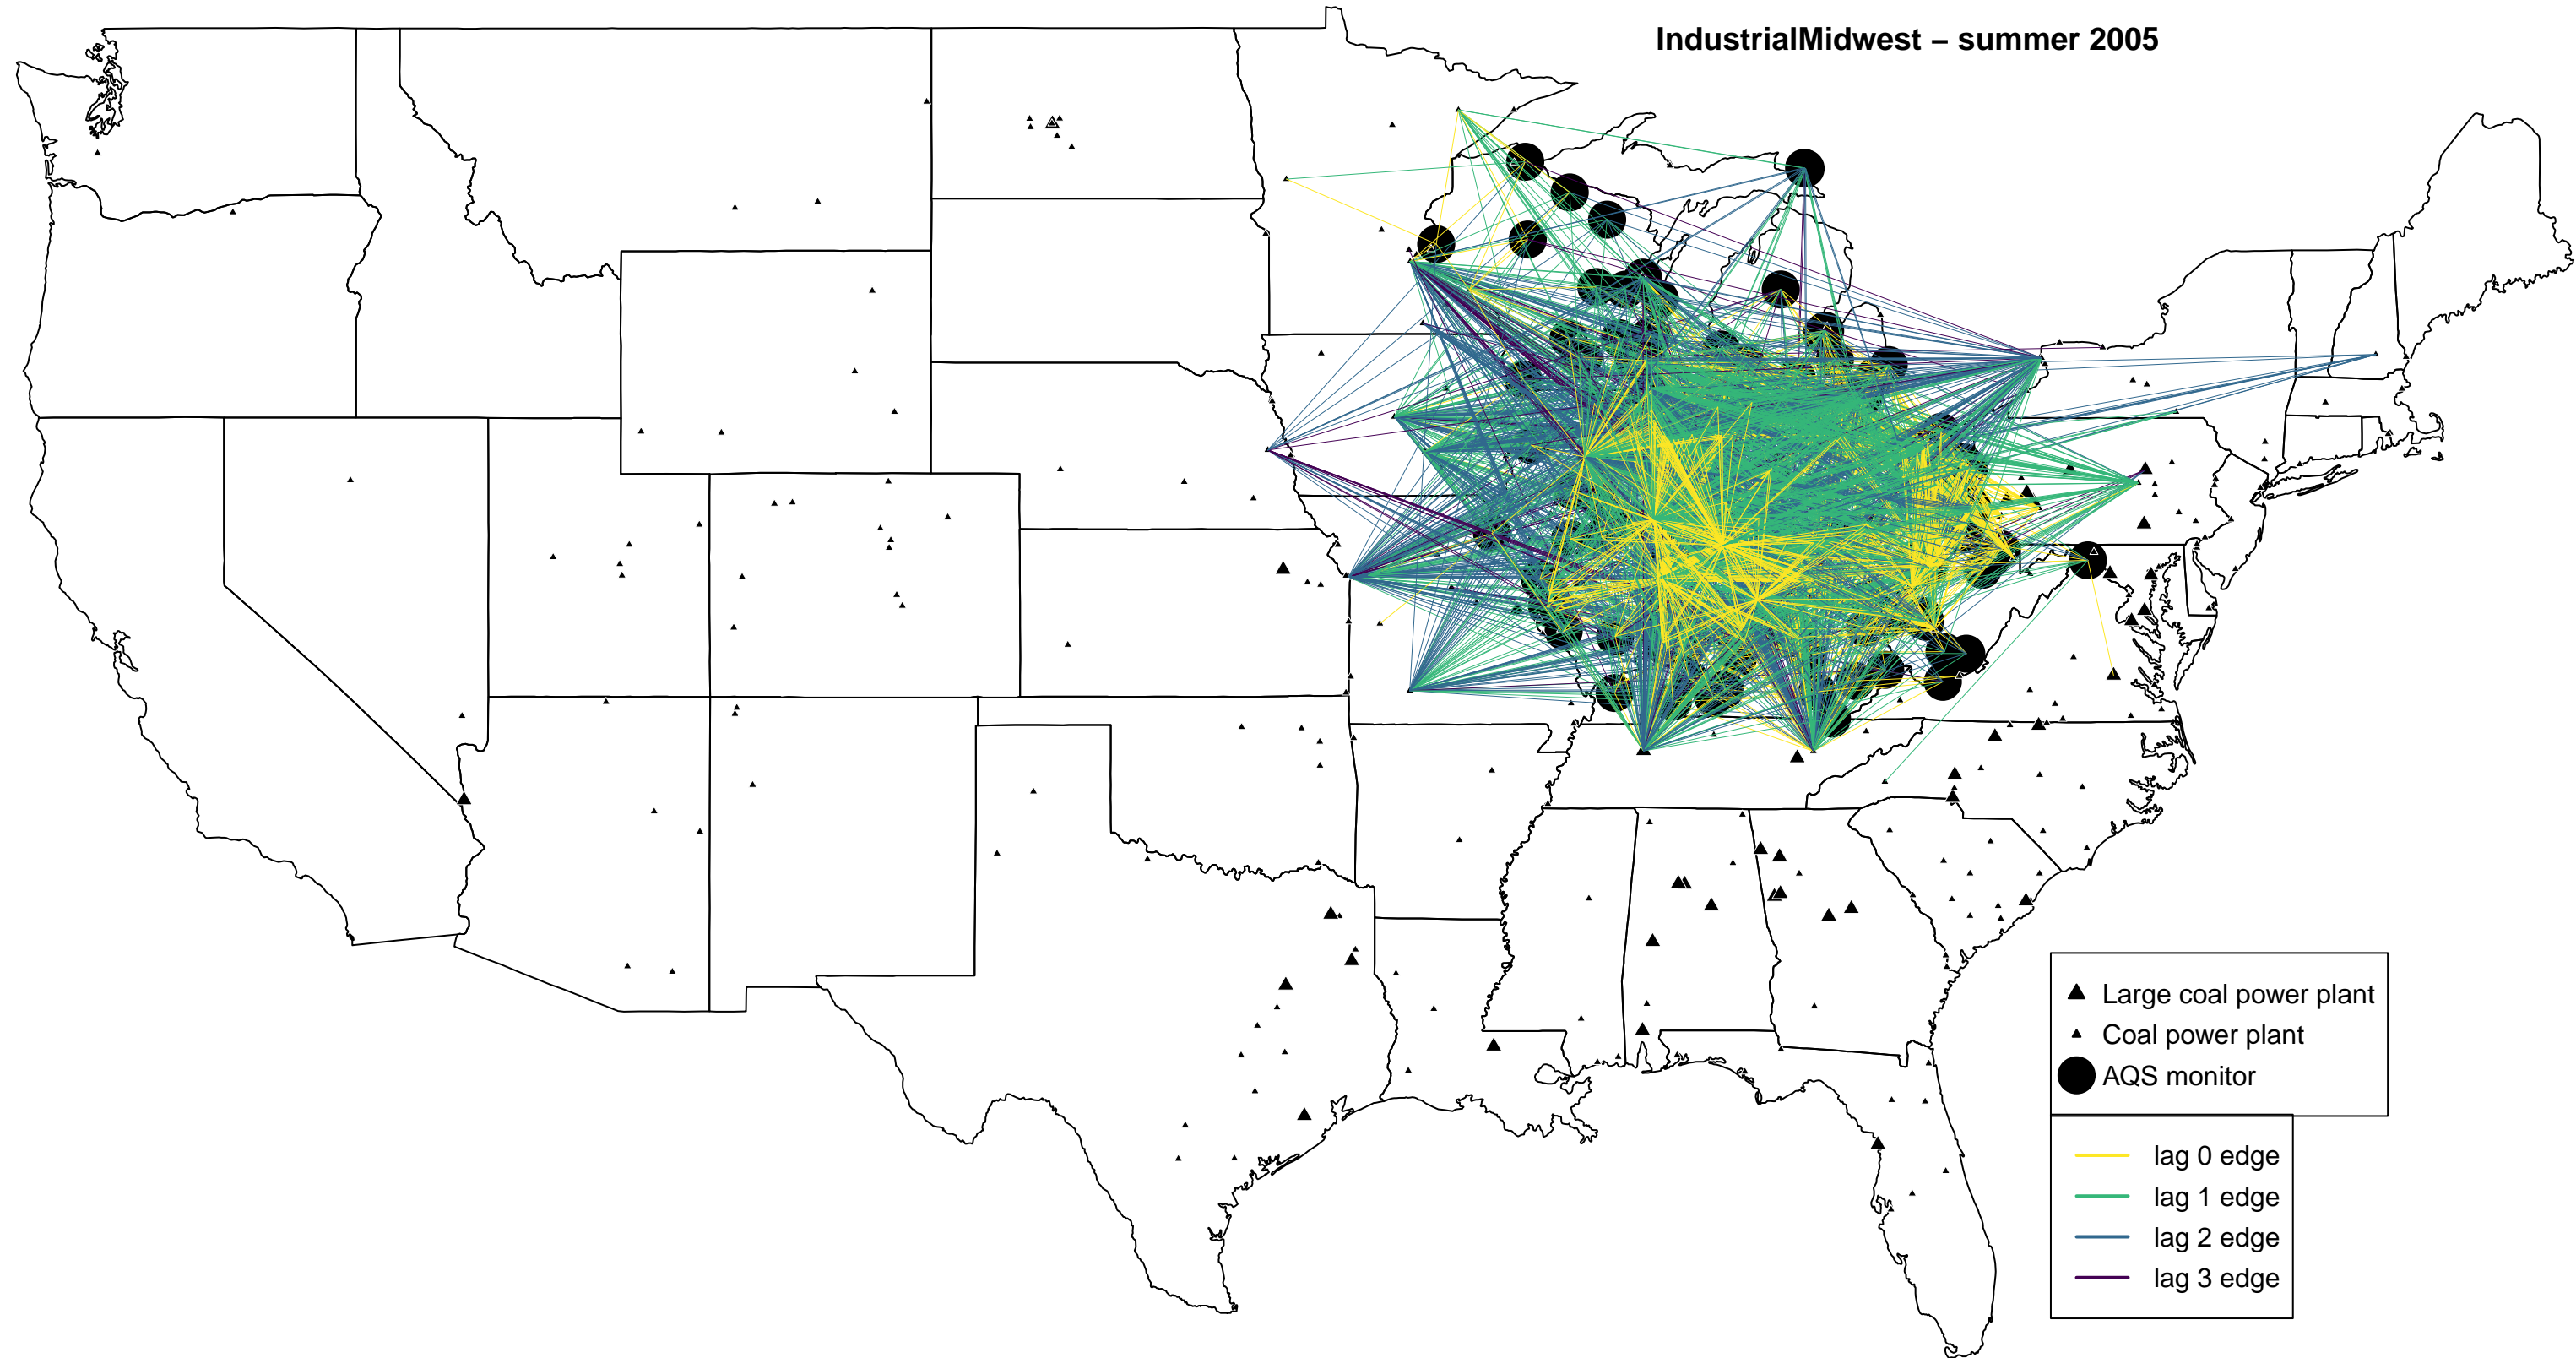 IndustrialMidwest – summer 2005
Large coal power plant
Coal power plant
AQS monitor
lag 0 edge
lag 1 edge
lag 2 edge
lag 3 edge